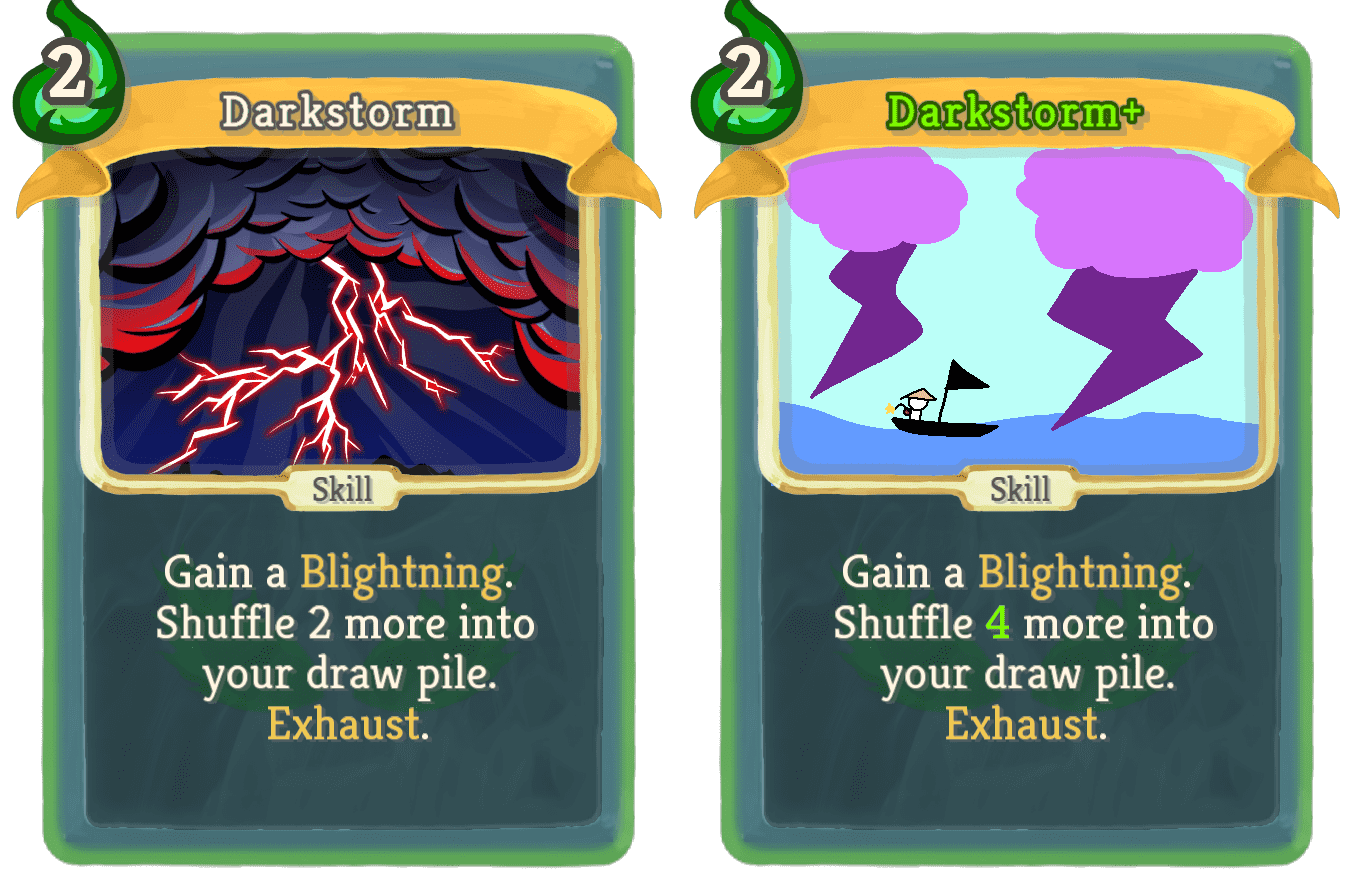 2
Darkstorm
Skill
Gain a Blightning.
Shuffle 2 more into
your draw pile.
Exhaust.
2
Darkstorm+
Skill
Gain a Blightning.
Shuffle 4 more into
your draw pile.
Exhaust.